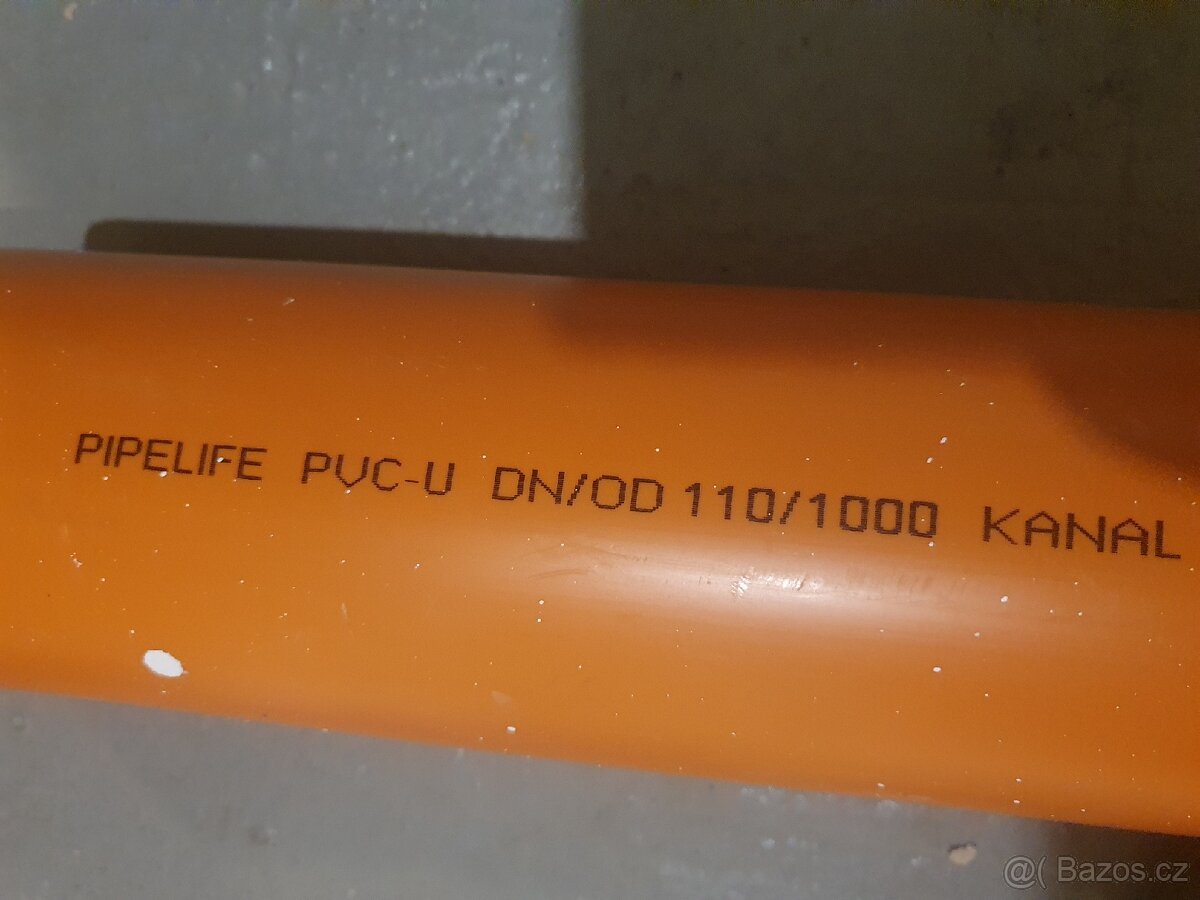 PIPELIFE PVC-U DN/OD 110/1000 KANAL
@( Bazos.cz